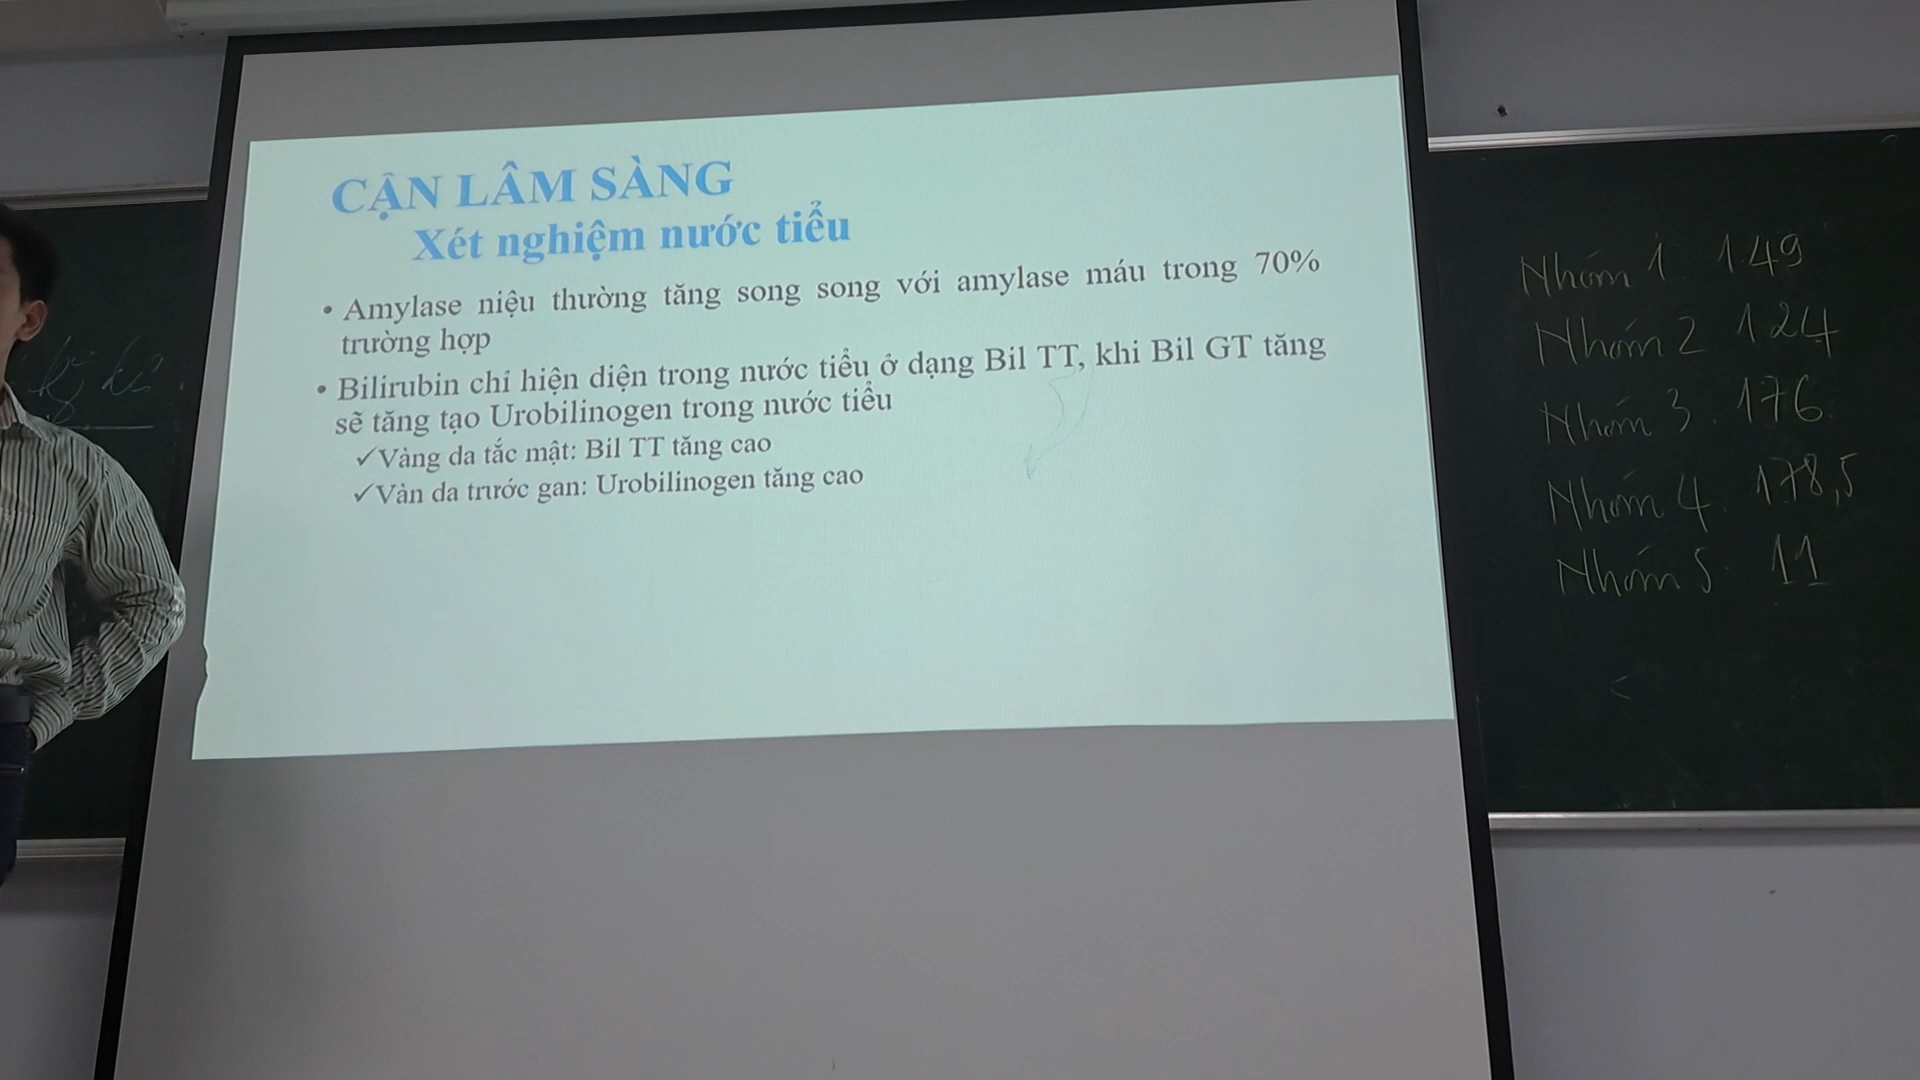 CẬN LÂM SÀNG
Xét nghiệm nước tiểu
• Amylase niệu thường tăng song song với amylase máu trong 70%
trường hợp
• Bilirubin chỉ hiện diện trong nước tiểu ở dạng Bil TT, khi Bil GT tăng
sẽ tăng tạo Urobilinogen trong nước tiểu
✓Vàng da tắc mật: Bil TT tăng cao
✓Vàn da trước gan: Urobilinogen tăng cao
Nhóm 1 149
Nhóm 2 124
Nhóm 3. 176
Nhóm 4. 178,5
Nhóm 5 11